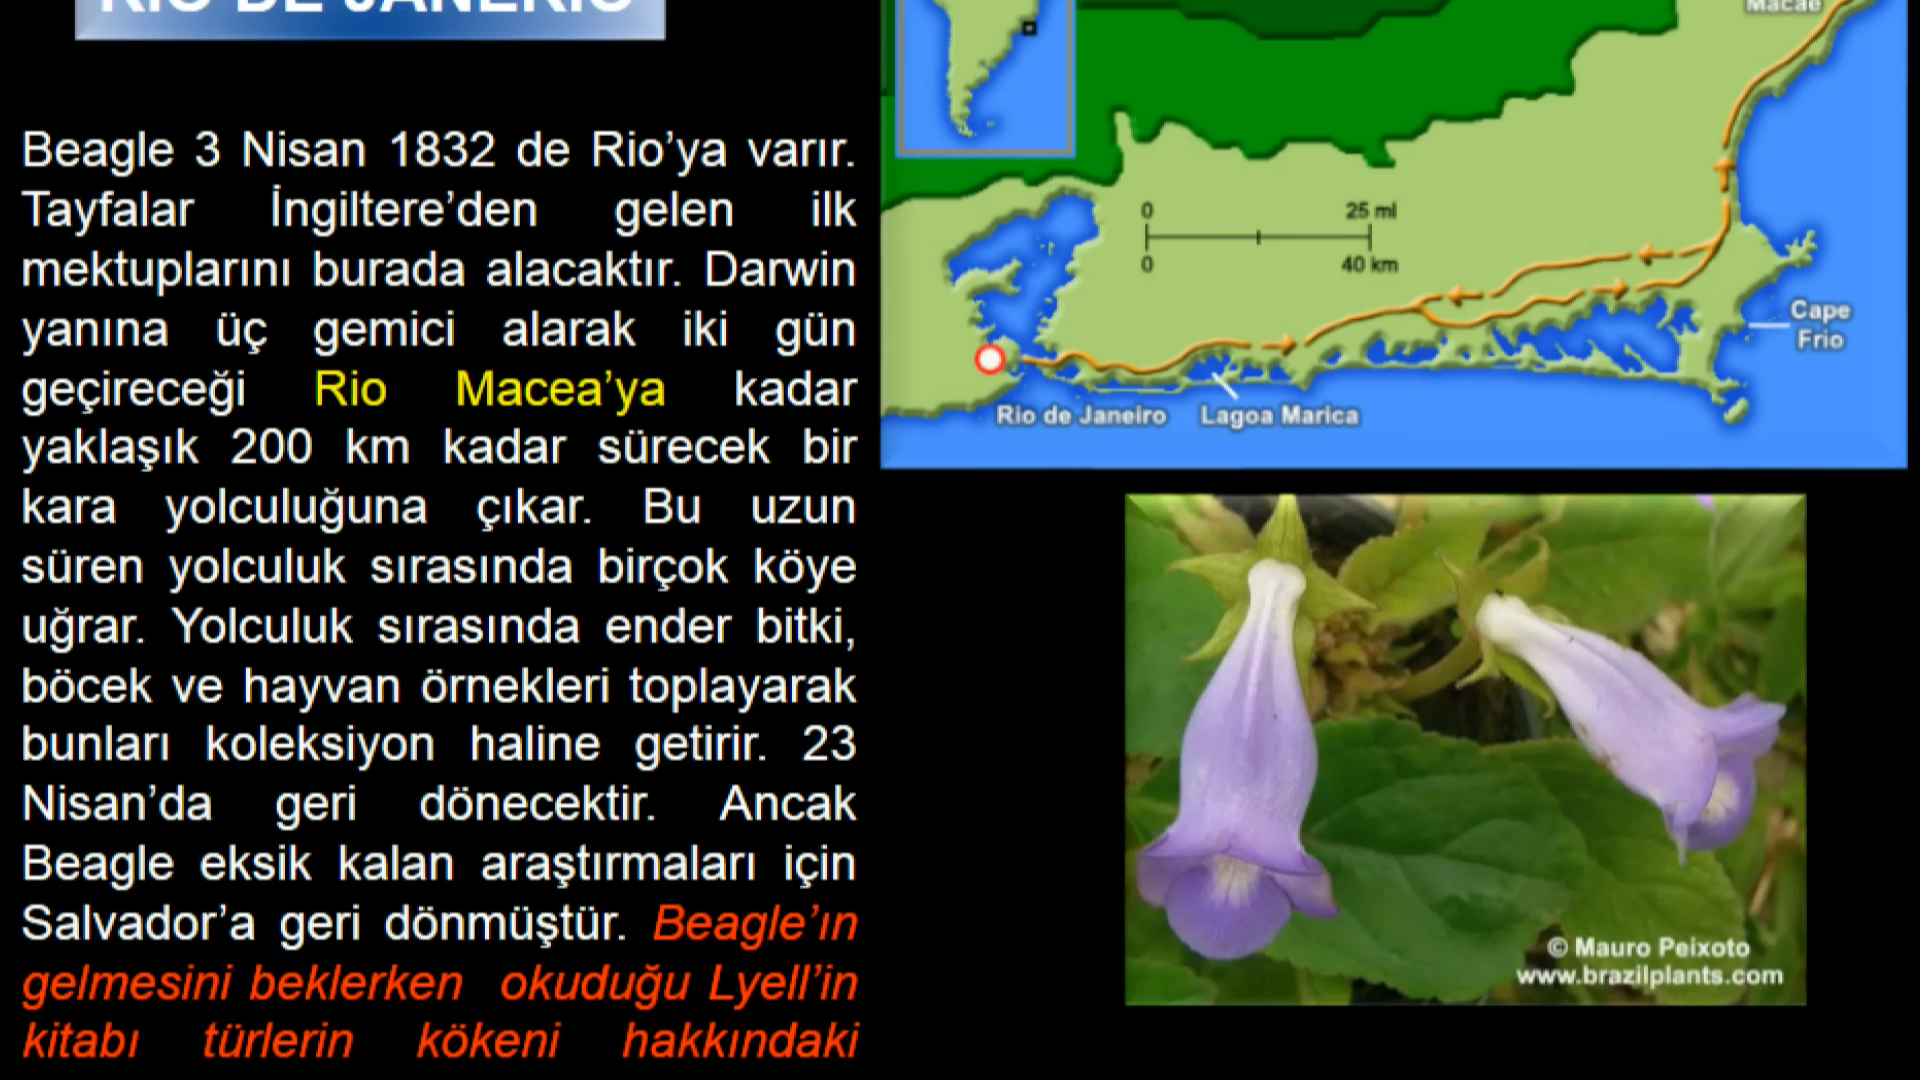 RIO DE JANERIO
Beagle 3 Nisan 1832 de Rio’ya varır.
Tayfalar İngiltere’den gelen ilk
mektuplarını burada alacaktır. Darwin
yanına üç gemici alarak iki gün
geçireceği Rio Macea’ya kadar
yaklaşık 200 km kadar sürecek bir
kara yolculuğuna çıkar. Bu uzun
süren yolculuk sırasında birçok köye
uğrar. Yolculuk sırasında ender bitki,
böcek ve hayvan örnekleri toplayarak
bunları koleksiyon haline getirir. 23
Nisan’da geri dönecektir. Ancak
Beagle eksik kalan araştırmaları için
Salvador’a geri dönmüştür. Beagle’ın
gelmesini beklerken okuduğu Lyell’in
kitabı türlerin kökeni hakkındaki
Macae
0 25 ml
0 40 km
Cape
Frio
Rio de Janeiro Lagoa Marica
© Mauro Peixoto
www.brazilplants.com